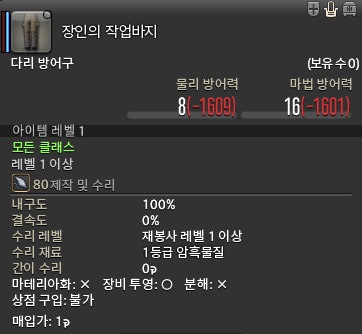 장인의 작업바지
다리 방어구 (보유 수0)
물리 방어력 마법 방어력
8(-1609) 16(-1601)
아이템 레벨 1
모든 클래스
레벨 1 이상
80제작 및 수리
내구도 100%
결속도 0%
수리 레벨 재봉사 레벨 1 이상
수리 재료 1등급 암흑물질
간이 수리 0
마테리아화: × 장비 투영: ○ 분해: ×
상점 구입: 불가
매입가: 1